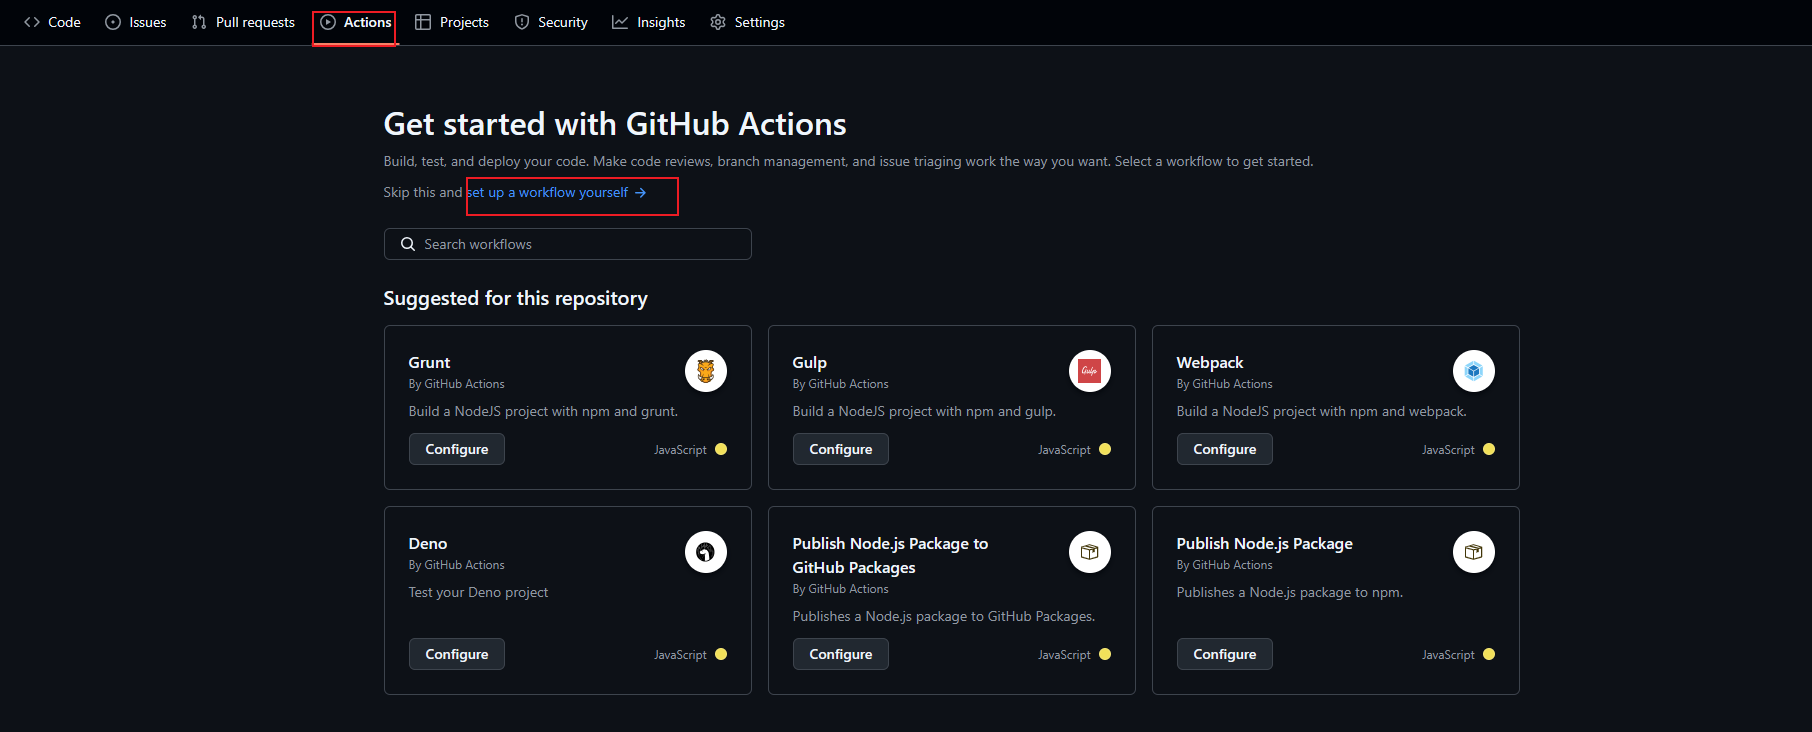 Code Issues Pull requests Actions Projects Security Insights Settings
Get started with GitHub Actions
Build, test, and deploy your code. Make code reviews, branch management, and issue triaging work the way you want. Select a workflow to get started.
Skip this and set up a workflow yourself →
Search workflows
Suggested for this repository
Grunt
By GitHub Actions
Build a NodeJS project with npm and grunt.
Configure JavaScript
Gulp
Gulp
By GitHub Actions
Build a NodeJS project with npm and gulp.
Configure JavaScript
Webpack
By GitHub Actions
Build a NodeJS project with npm and webpack.
Configure JavaScript
Deno
By GitHub Actions
Test your Deno project
Configure JavaScript
Publish Node.js Package to
GitHub Packages
By GitHub Actions
Publishes a Node.js package to GitHub Packages.
Configure JavaScript
Publish Node.js Package
By GitHub Actions
Publishes a Node.js package to npm.
Configure JavaScript